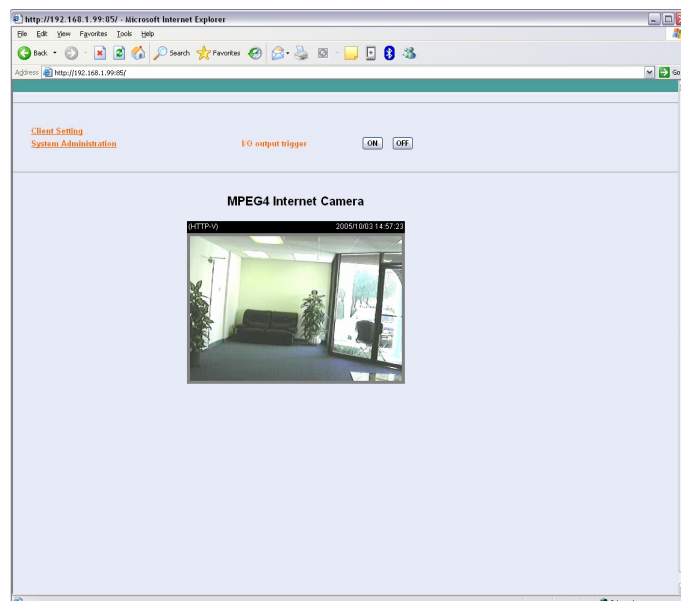 http://192.168.1.99:85/ - Microsoft Internet Explorer
File Edit View Favorites Tools Help
Back Search Favorites
Address http://192.168.1.99:85/ Go
Client Setting
System Administration I/O output trigger ON OFF
MPEG4 Internet Camera
(HTTP-V) 2005/10/03 14:57:23